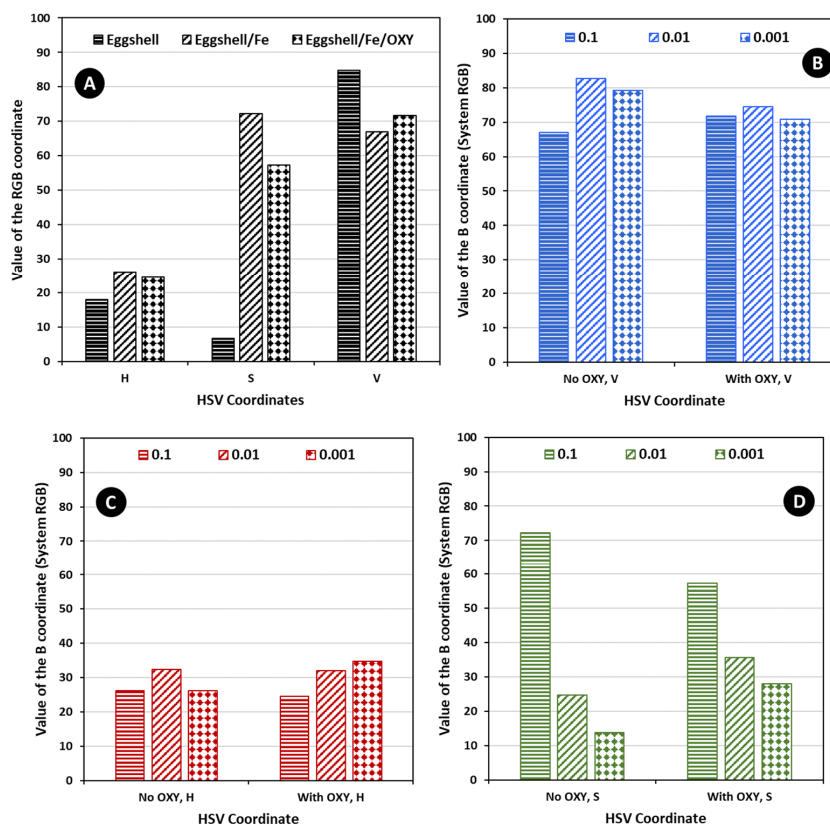 Eggshell Eggshell/Fe Eggshell/Fe/OXY
A
Value of the RGB coordinate
100
90
80
70
60
50
40
30
20
10
0
H S V
HSV Coordinates
0.1 0.01 0.001
B
Value of the B coordinate (System RGB)
100
90
80
70
60
50
40
30
20
10
0
No OXY, V With OXY, V
HSV Coordinate
0.1 0.01 0.001
C
Value of the B coordinate (System RGB)
100
90
80
70
60
50
40
30
20
10
0
No OXY, H With OXY, H
HSV Coordinate
0.1 0.01 0.001
D
Value of the B coordinate (System RGB)
100
90
80
70
60
50
40
30
20
10
0
No OXY, S With OXY, S
HSV Coordinate